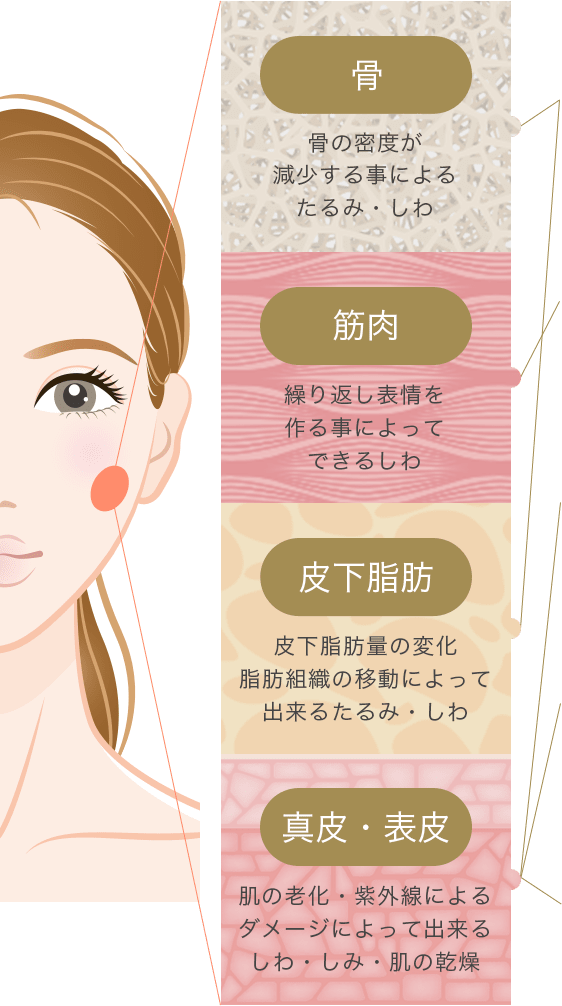 骨
骨の密度が
減少する事による
たるみ・しわ
筋肉
繰り返し表情を
作る事によって
できるしわ
皮下脂肪
皮下脂肪量の変化
脂肪組織の移動によって
出来るたるみ・しわ
真皮・表皮
肌の老化・紫外線による
ダメージによって出来る
しわ・しみ・肌の乾燥